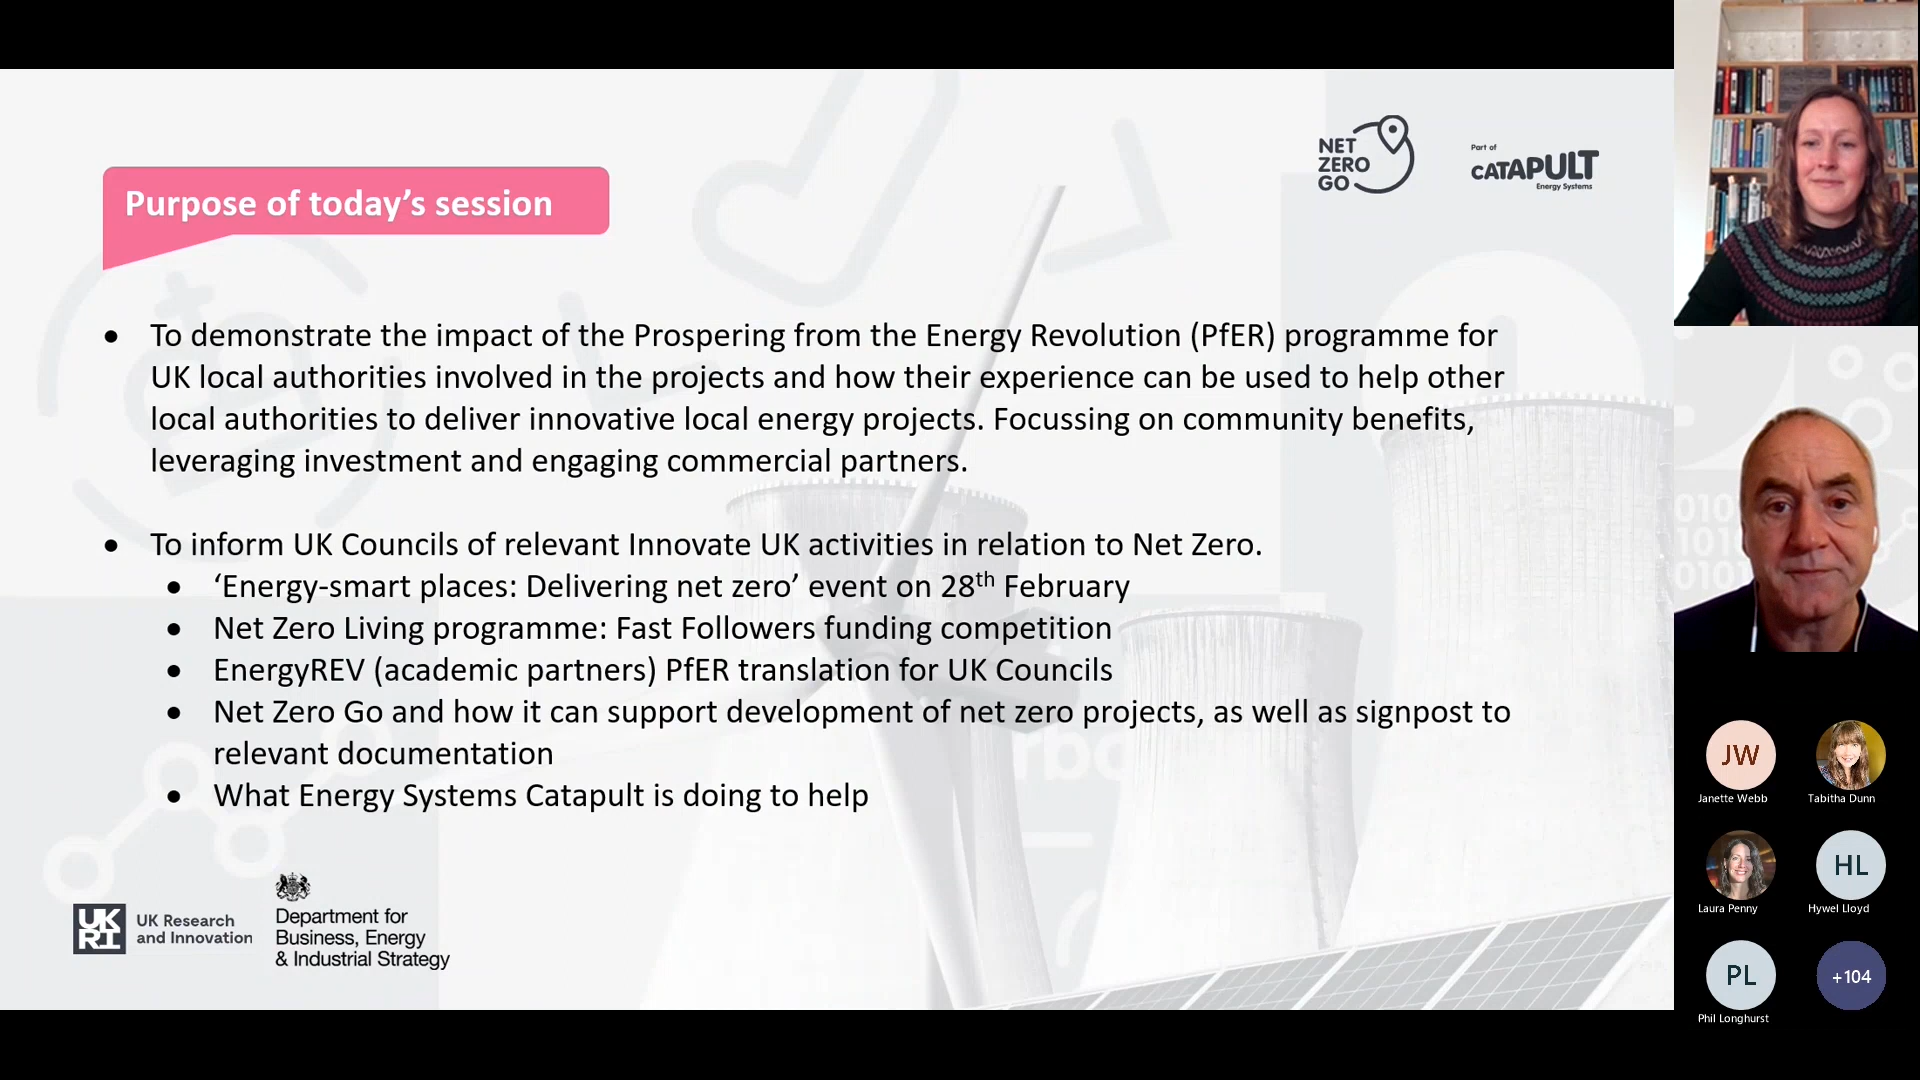 NET
ZERO
GO
Part of
CATAPULT
Energy Systems
Purpose of today's session
• To demonstrate the impact of the Prospering from the Energy Revolution (PfER) programme for
UK local authorities involved in the projects and how their experience can be used to help other
local authorities to deliver innovative local energy projects. Focussing on community benefits,
leveraging investment and engaging commercial partners.
• To inform UK Councils of relevant Innovate UK activities in relation to Net Zero.
• ‘Energy-smart places: Delivering net zero’ event on 28th February
• Net Zero Living programme: Fast Followers funding competition
• EnergyREV (academic partners) PfER translation for UK Councils
• Net Zero Go and how it can support development of net zero projects, as well as signpost to
relevant documentation
• What Energy Systems Catapult is doing to help
UK
RI
UK Research
and Innovation
Department for
Business, Energy
& Industrial Strategy
JW
Janette Webb
Tabitha Dunn
Laura Penny
HL
Hywel Lloyd
PL
Phil Longhurst
+104